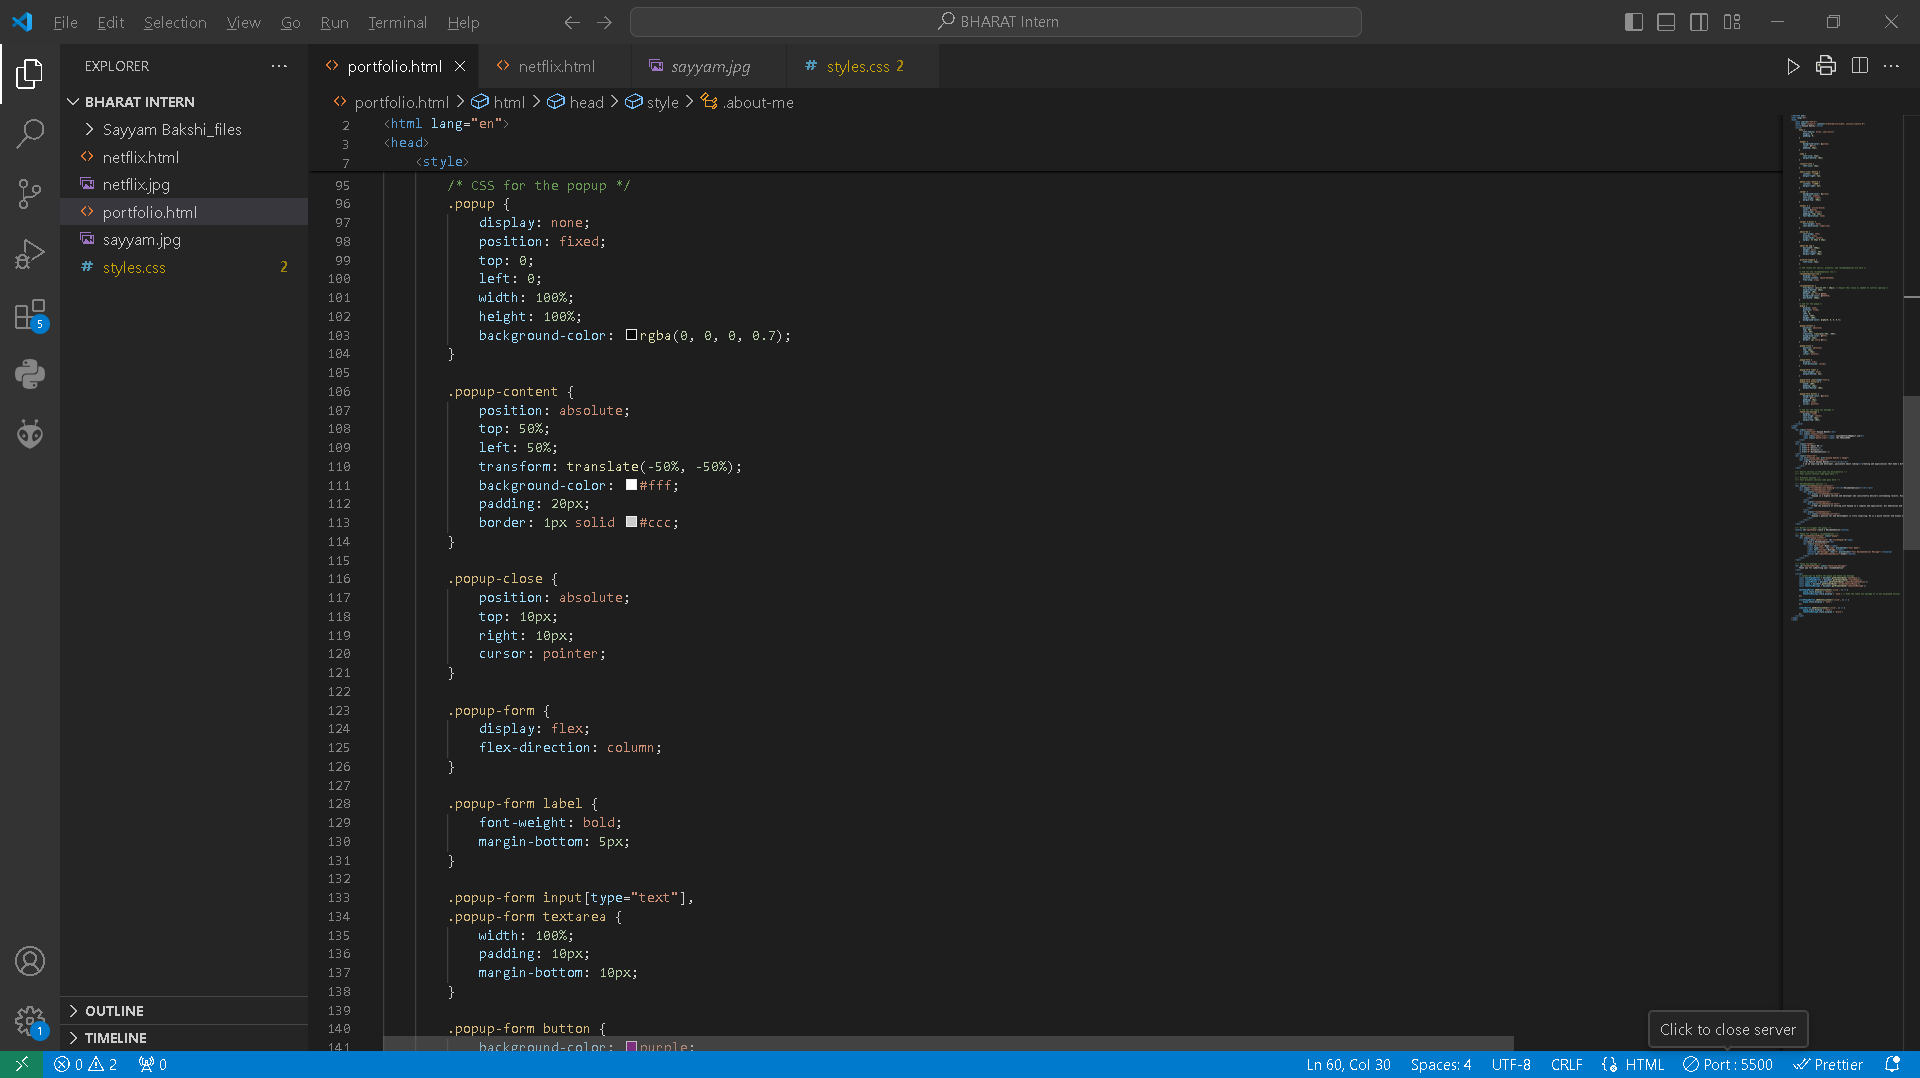 File Edit Selection View Go Run Terminal Help
BHARAT Intern
EXPLORER
BHARAT INTERN
Sayyam Bakshi_files
netflix.html
netflix.jpg
portfolio.html
sayyam.jpg
styles.css 2
5
OUTLINE
TIMELINE
1
portfolio.html netflix.html sayyam.jpg styles.css 2
portfolio.html > html > head > style > .about-me
2 <html lang="en">
3 <head>
7 <style>
95 /* CSS for the popup */
96 .popup {
97 display: none;
98 position: fixed;
99 top: 0;
100 left: 0;
101 width: 100%;
102 height: 100%;
103 background-color: rgba(0, 0, 0, 0.7);
104 }
105
106 .popup-content {
107 position: absolute;
108 top: 50%;
109 left: 50%;
110 transform: translate(-50%, -50%);
111 background-color: #fff;
112 padding: 20px;
113 border: 1px solid #ccc;
114 }
115
116 .popup-close {
117 position: absolute;
118 top: 10px;
119 right: 10px;
120 cursor: pointer;
121 }
122
123 .popup-form {
124 display: flex;
125 flex-direction: column;
126 }
127
128 .popup-form label {
129 font-weight: bold;
130 margin-bottom: 5px;
131 }
132
133 .popup-form input[type="text"],
134 .popup-form textarea {
135 width: 100%;
136 padding: 10px;
137 margin-bottom: 10px;
138 }
139
140 .popup-form button {
141 background-color: purple;
Click to close server
0 2 0
Ln 60, Col 30 Spaces: 4 UTF-8 CRLF HTML Port : 5500 Prettier